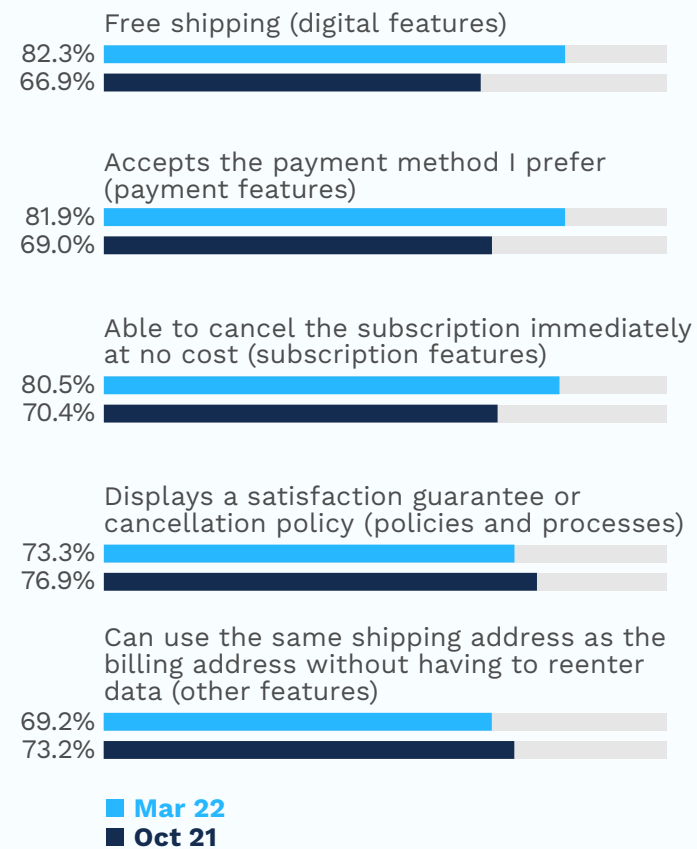 Free shipping (digital features)
82.3%
66.9%
Accepts the payment method I prefer
(payment features)
81.9%
69.0%
Able to cancel the subscription immediately
at no cost (subscription features)
80.5%
70.4%
Displays a satisfaction guarantee or
cancellation policy (policies and processes)
73.3%
76.9%
Can use the same shipping address as the
billing address without having to reenter
data (other features)
69.2%
73.2%
Mar 22
Oct 21